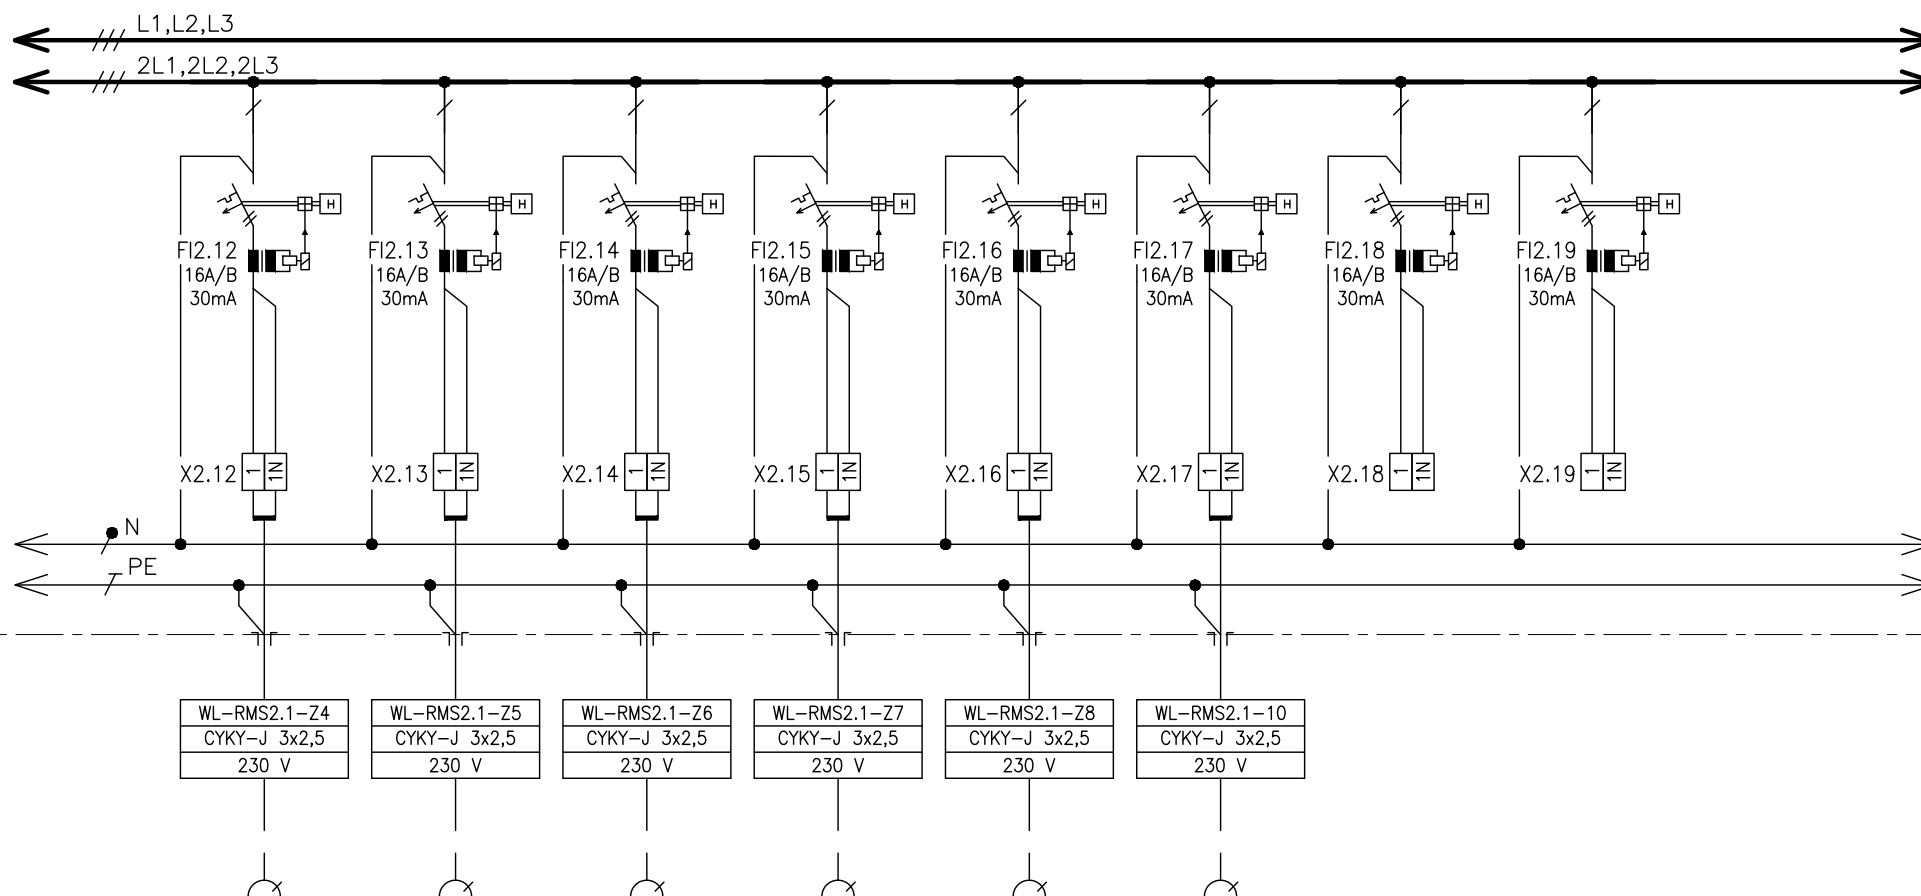 L1,L2,L3
2L1,2L2,2L3
H H H H H H H H
FI2.12 FI2.13 FI2.14 FI2.15 FI2.16 FI2.17 FI2.18 FI2.19
16A/B 16A/B 16A/B 16A/B 16A/B 16A/B 16A/B 16A/B
30mA 30mA 30mA 30mA 30mA 30mA 30mA 30mA
X2.12 1 1N X2.13 1 1N X2.14 1 1N X2.15 1 1N X2.16 1 1N X2.17 1 1N X2.18 1 1N X2.19 1 1N
N
PE
WL-RMS2.1-Z4 WL-RMS2.1-Z5 WL-RMS2.1-Z6 WL-RMS2.1-Z7 WL-RMS2.1-Z8 WL-RMS2.1-10
CYKY-J 3x2,5 CYKY-J 3x2,5 CYKY-J 3x2,5 CYKY-J 3x2,5 CYKY-J 3x2,5 CYKY-J 3x2,5
230 V 230 V 230 V 230 V 230 V 230 V